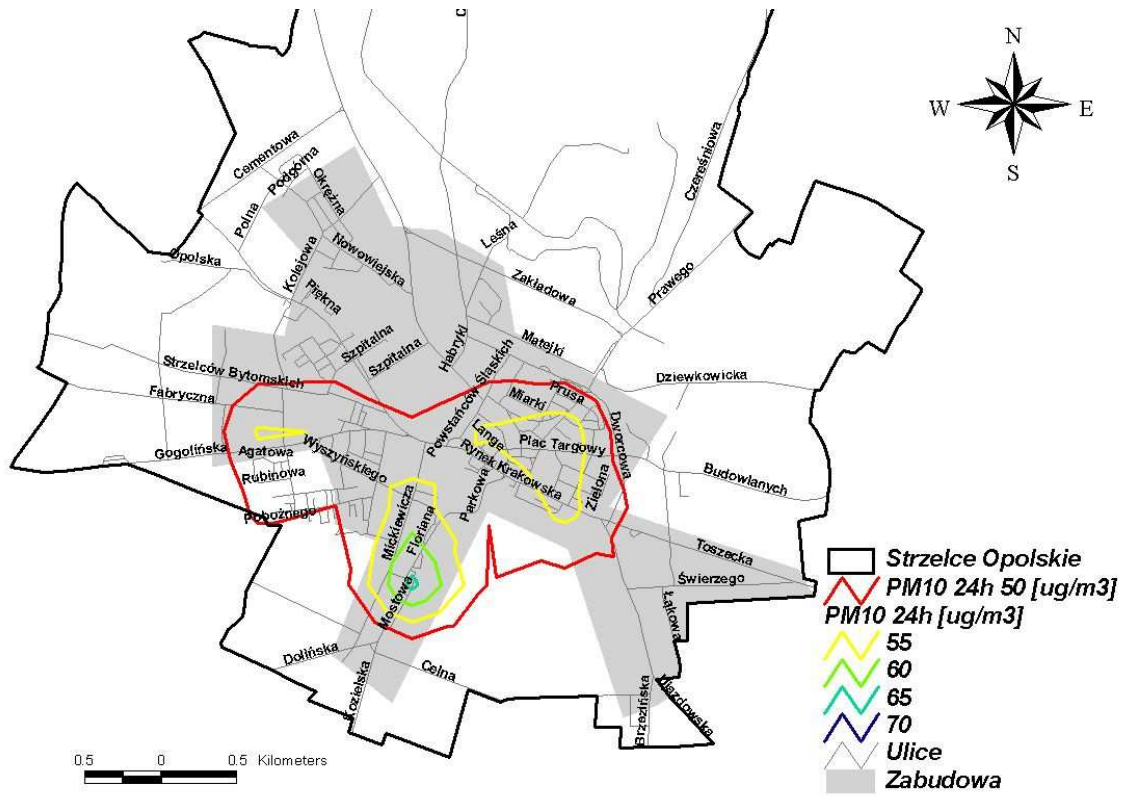 N
W
E
S
Cementowa
Podgórna
Okrężna
Polna
Czereśniowa
Leśna
Opolska
Kolejowa
Nowowiejska
Zakładowa
Prawego
Piękna
Szpitalna
Szpitalna
Habryki
Matejki
Strzelców Bytomskich
Powstańców Śląskich
Dziewkowicka
Fabryczna
Miarki
Prusa
Lange
Plac Targowy
Dworcowa
Gogolińska
Agatowa
Wyszyńskiego
Rynek Krakowska
Rubinowa
Parkowa
Zielona
Budowlanych
Pobożnego
Mickiewicza
Floriana
Toszecka
Świerzego
Mostowa
Łąkowa
Dolińska
Celna
Kozielska
Brzezińska
Strzelce Opolskie
PM10 24h 50 [ug/m3]
PM10 24h [ug/m3]
55
60
65
70
Ulice
Zabudowa
0.5 0 0.5 Kilometers